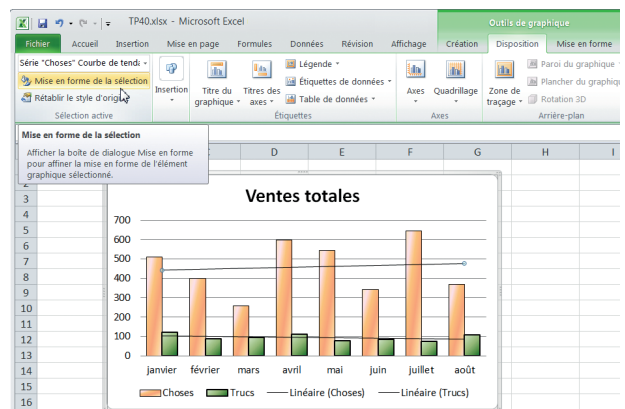 TP40.xlsx - Microsoft Excel
Outils de graphique
Fichier Accueil Insertion Mise en page Formules Données Révision Affichage Création Disposition Mise en forme
Série "Choses" Courbe de tenda
Mise en forme de la sélection
Rétablir le style d'origi
Sélection active
Insertion
Titre du graphique
Titres des axes
Légende
Étiquettes de données
Table de données
Étiquettes
Axes
Quadrillage
Axes
Zone de traçage
Paroi du graphique
Plancher du graphiq
Rotation 3D
Arrière-plan
Mise en forme de la sélection
Afficher la boîte de dialogue Mise en forme
pour affiner la mise en forme de l'élément
graphique sélectionné.
D E F G H I
3
4
5
6
7
8
9
10
11
12
13
14
15
16
Ventes totales
700
600
500
400
300
200
100
0
janvier février mars avril mai juin juillet août
Choses Trucs Linéaire (Choses) Linéaire (Trucs)